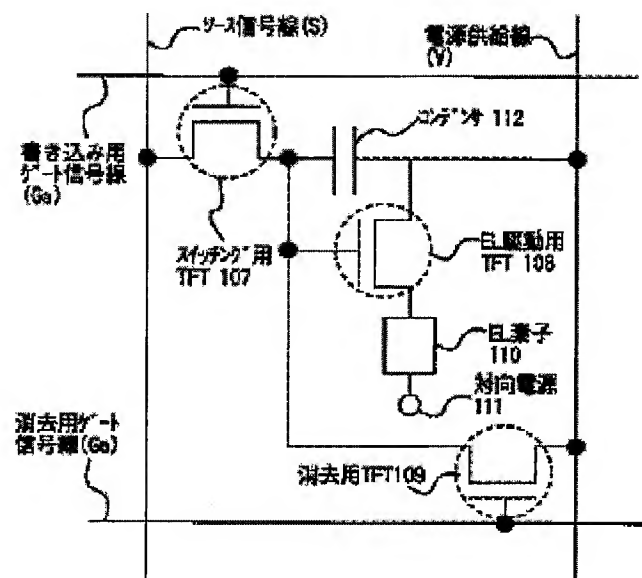 ソース信号線(S)
電源供給線
(V)
コンデンサ 112
書き込み用
ゲート信号線
(Ga)
スイッチング用
TFT 107
EL駆動用
TFT 108
EL素子
110
対向電源
111
消去用ゲート
信号線(Ge)
消去用TFT109